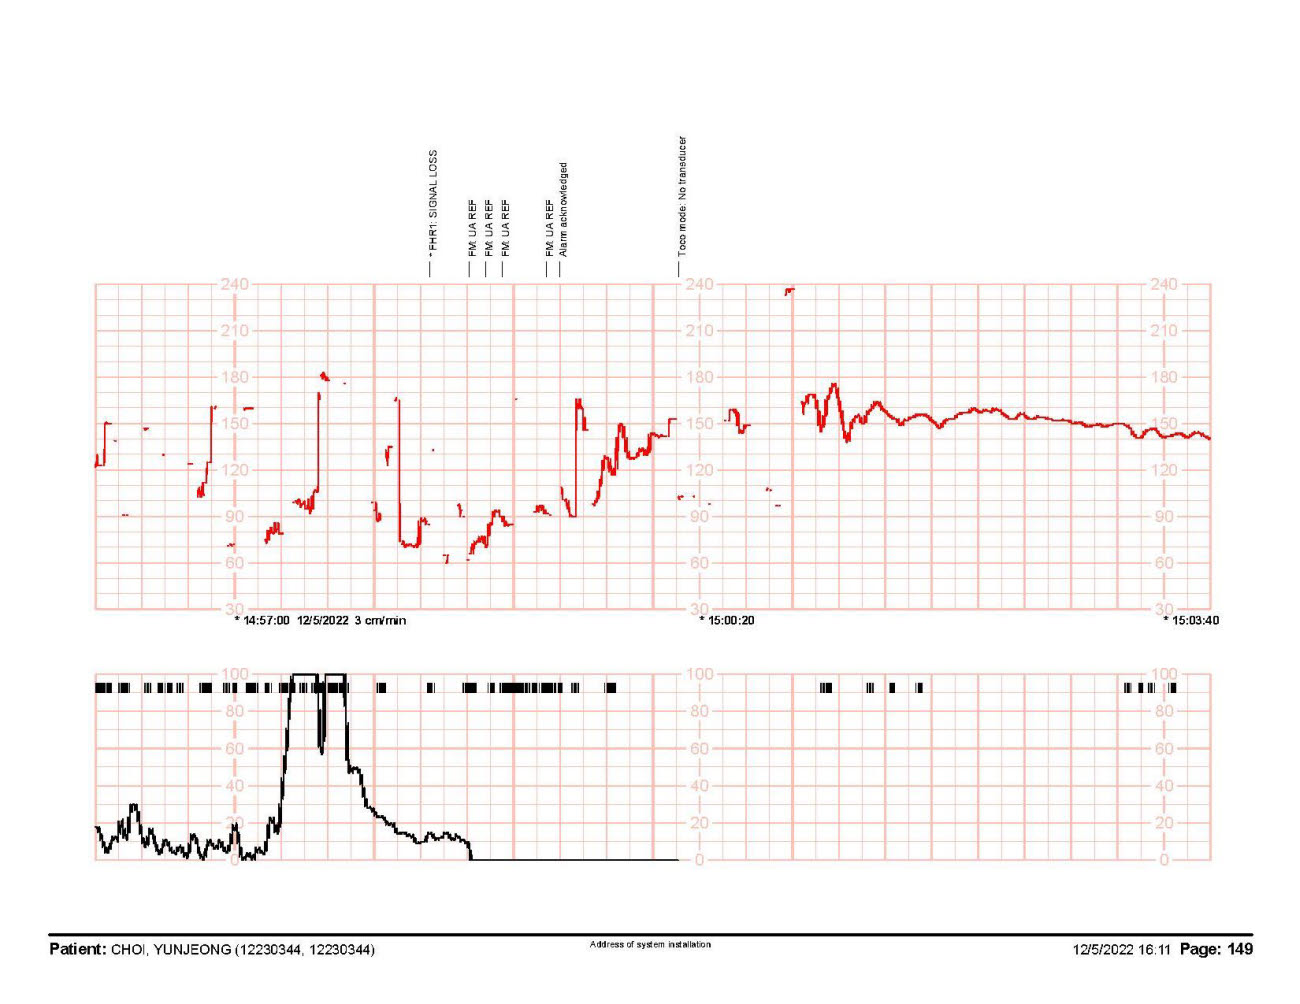 * FHR1: SIGNAL LOSS
FM: UA REF
FM: UA REF
FM: UA REF
FM: UA REF
Alarm acknowledged
Toco mode: No transducer
240 240 240
210 210 210
180 180 180
150 150 150
120 120 120
90 90 90
60 60 60
30 30 30
* 14:57:00 12/5/2022 3 cm/min * 15:00:20 * 15:03:40
100 100 100
80 80 80
60 60 60
40 40 40
20 20 20
0 0 0
Patient: CHOI, YUNJEONG (12230344, 12230344) Address of system installation 12/5/2022 16:11 Page: 149